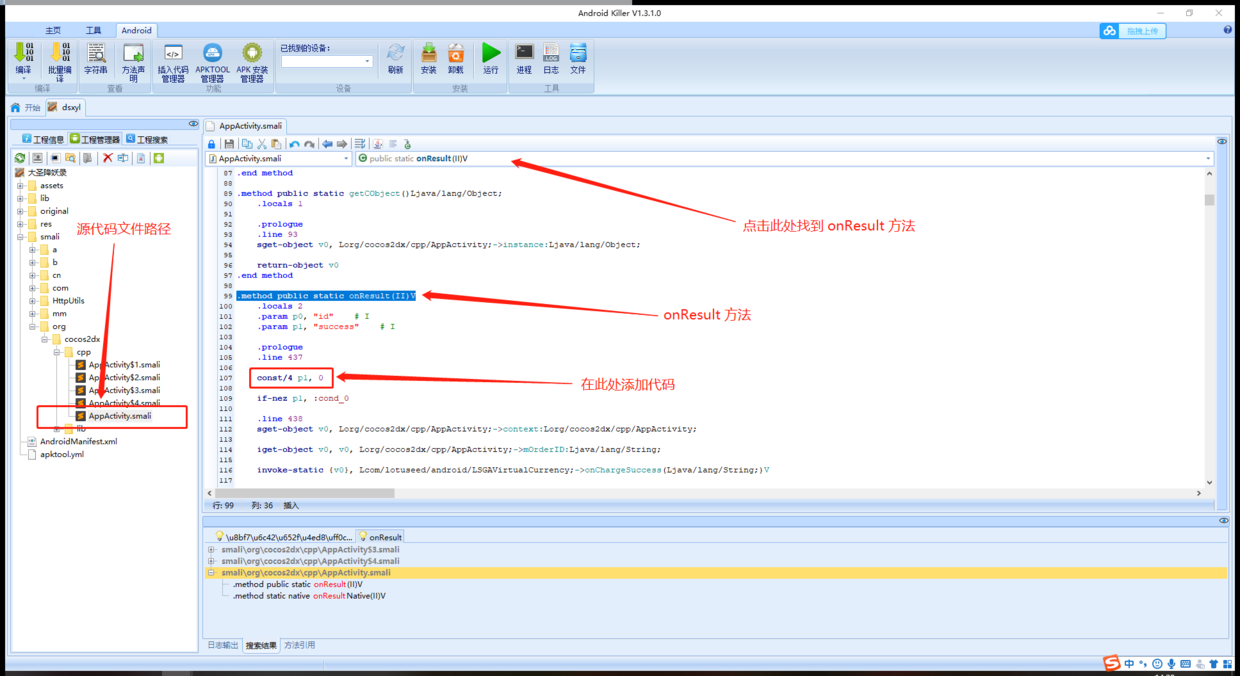 Android Killer V1.3.1.0
主页 工具 Android
拖拽上传
编译 批量编译 字符串 方法声明 插入代码管理器 APKTOOL管理器 APK 安装管理器 已找到的设备: 刷新 安装 卸载 运行 进程 日志 文件
编译 查看 功能 设备 安装 工具
开始 dsxyl
工程信息 工程管理器 工程搜索
大圣降妖录
assets
lib
original
res
smali
a
b
cn
com
HttpUtils
mm
org
cocos2dx
cpp
AppActivity$1.smali
AppActivity$2.smali
AppActivity$3.smali
AppActivity$4.smali
AppActivity.smali
lib
AndroidManifest.xml
apktool.yml
源代码文件路径
AppActivity.smali
AppActivity.smali public static onResult(II)V
87 .end method
88
89 .method public static getCObject()Ljava/lang/Object;
90 .locals 1
91
92 .prologue
93 .line 93
94 sget-object v0, Lorg/cocos2dx/cpp/AppActivity;->instance:Ljava/lang/Object;
95
96 return-object v0
97 .end method
98
99 .method public static onResult(II)V
100 .locals 2
101 .param p0, "id" # I
102 .param p1, "success" # I
103
104 .prologue
105 .line 437
106
107 const/4 p1, 0
108
109 if-nez p1, :cond_0
110
111 .line 438
112 sget-object v0, Lorg/cocos2dx/cpp/AppActivity;->context:Lorg/cocos2dx/cpp/AppActivity;
113
114 iget-object v0, v0, Lorg/cocos2dx/cpp/AppActivity;->mOrderID:Ljava/lang/String;
115
116 invoke-static {v0}, Lcom/lotuseed/android/LSGAVirtualCurrency;->onChargeSuccess(Ljava/lang/String;)V
117
点击此处找到 onResult 方法
onResult 方法
在此处添加代码
行: 99 列: 36 插入
\u8bf7\u6c42\u652f\u4ed8\uff0c... onResult
smali\org\cocos2dx\cpp\AppActivity$3.smali
smali\org\cocos2dx\cpp\AppActivity$4.smali
smali\org\cocos2dx\cpp\AppActivity.smali
.method public static onResult(II)V
.method static native onResultNative(II)V
日志输出 搜索结果 方法引用
中